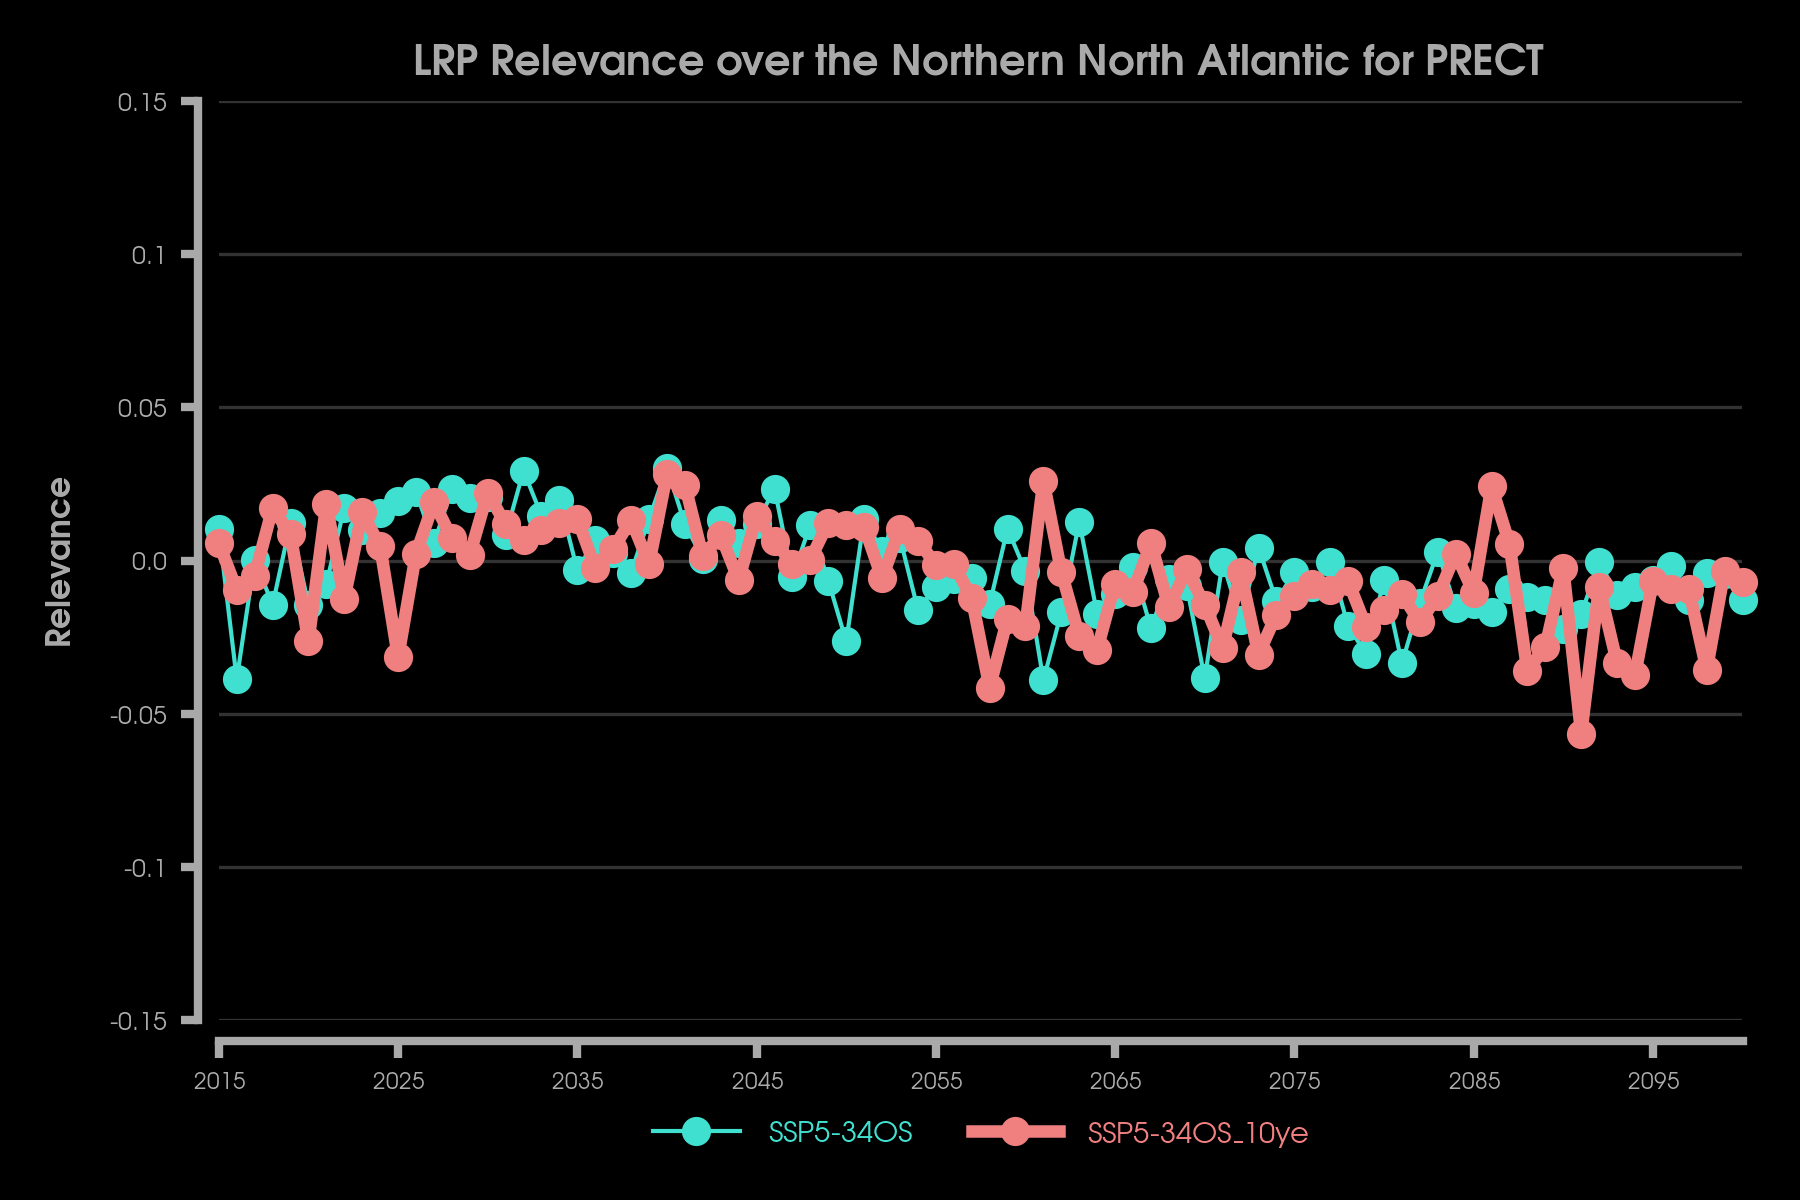 LRP Relevance over the Northern North Atlantic for PRECT
0.15
0.1
0.05
0.0
-0.05
-0.1
-0.15
Relevance
2015 2025 2035 2045 2055 2065 2075 2085 2095
SSP5-34OS SSP5-34OS_10ye